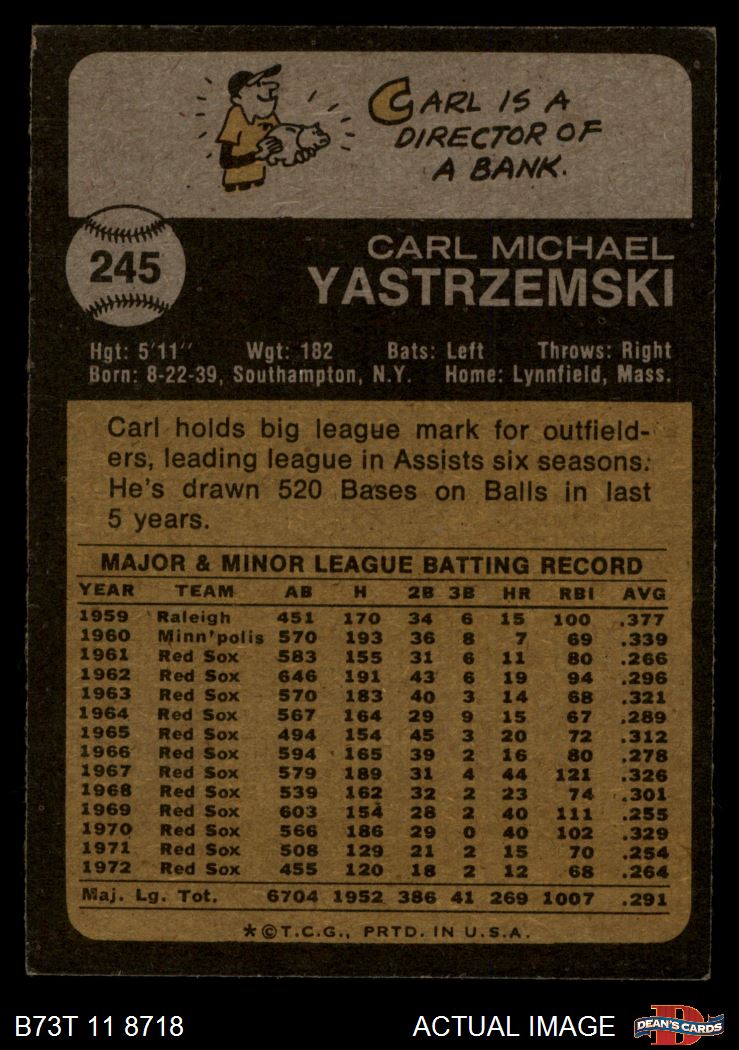 CARL IS A
DIRECTOR OF
A BANK.
245
CARL MICHAEL
YASTRZEMSKI
Hgt: 5'11" Wgt: 182 Bats: Left Throws: Right
Born: 8-22-39, Southampton, N.Y. Home: Lynnfield, Mass.
Carl holds big league mark for outfield-
ers, leading league in Assists six seasons.
He's drawn 520 Bases on Balls in last
5 years.
MAJOR & MINOR LEAGUE BATTING RECORD
YEAR TEAM AB H 2B 3B HR RBI AVG
1959 Raleigh 451 170 34 6 15 100 .377
1960 Minn'polis 570 193 36 8 7 69 .339
1961 Red Sox 583 155 31 6 11 80 .266
1962 Red Sox 646 191 43 6 19 94 .296
1963 Red Sox 570 183 40 3 14 68 .321
1964 Red Sox 567 164 29 9 15 67 .289
1965 Red Sox 494 154 45 3 20 72 .312
1966 Red Sox 594 165 39 2 16 80 .278
1967 Red Sox 579 189 31 4 44 121 .326
1968 Red Sox 539 162 32 2 23 74 .301
1969 Red Sox 603 154 28 2 40 111 .255
1970 Red Sox 566 186 29 0 40 102 .329
1971 Red Sox 508 129 21 2 15 70 .254
1972 Red Sox 455 120 18 2 12 68 .264
Maj. Lg. Tot. 6704 1952 386 41 269 1007 .291
*©T.C.G., PRTD. IN U.S.A.
B73T 11 8718 ACTUAL IMAGE D DEAN'S CARDS